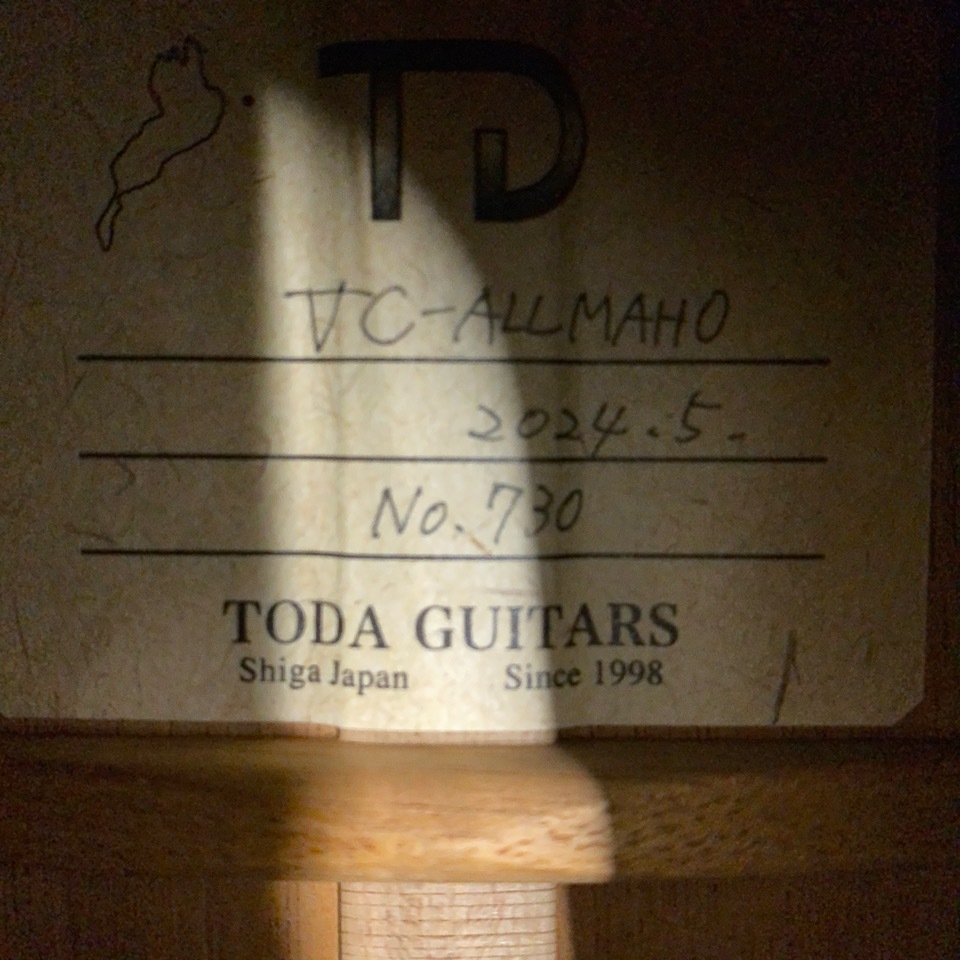 TD
VC-ALLMAHO
2024.5.
No.730
TODA GUITARS
Shiga Japan Since 1998